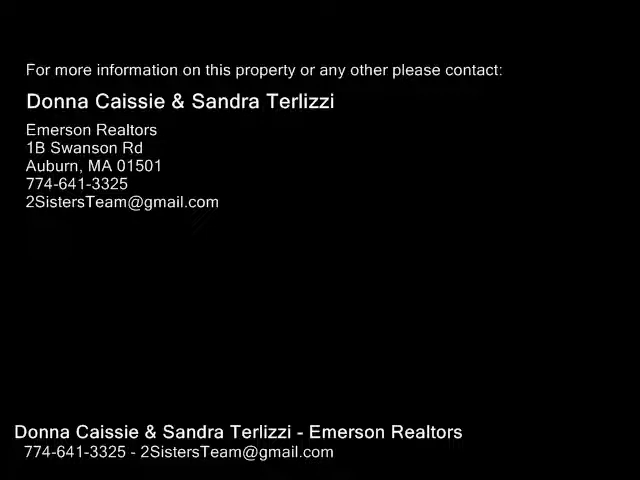 For more information on this property or any other please contact:
Donna Caissie & Sandra Terlizzi
Emerson Realtors
1B Swanson Rd
Auburn, MA 01501
774-641-3325
2SistersTeam@gmail.com
Donna Caissie & Sandra Terlizzi - Emerson Realtors
774-641-3325 - 2SistersTeam@gmail.com